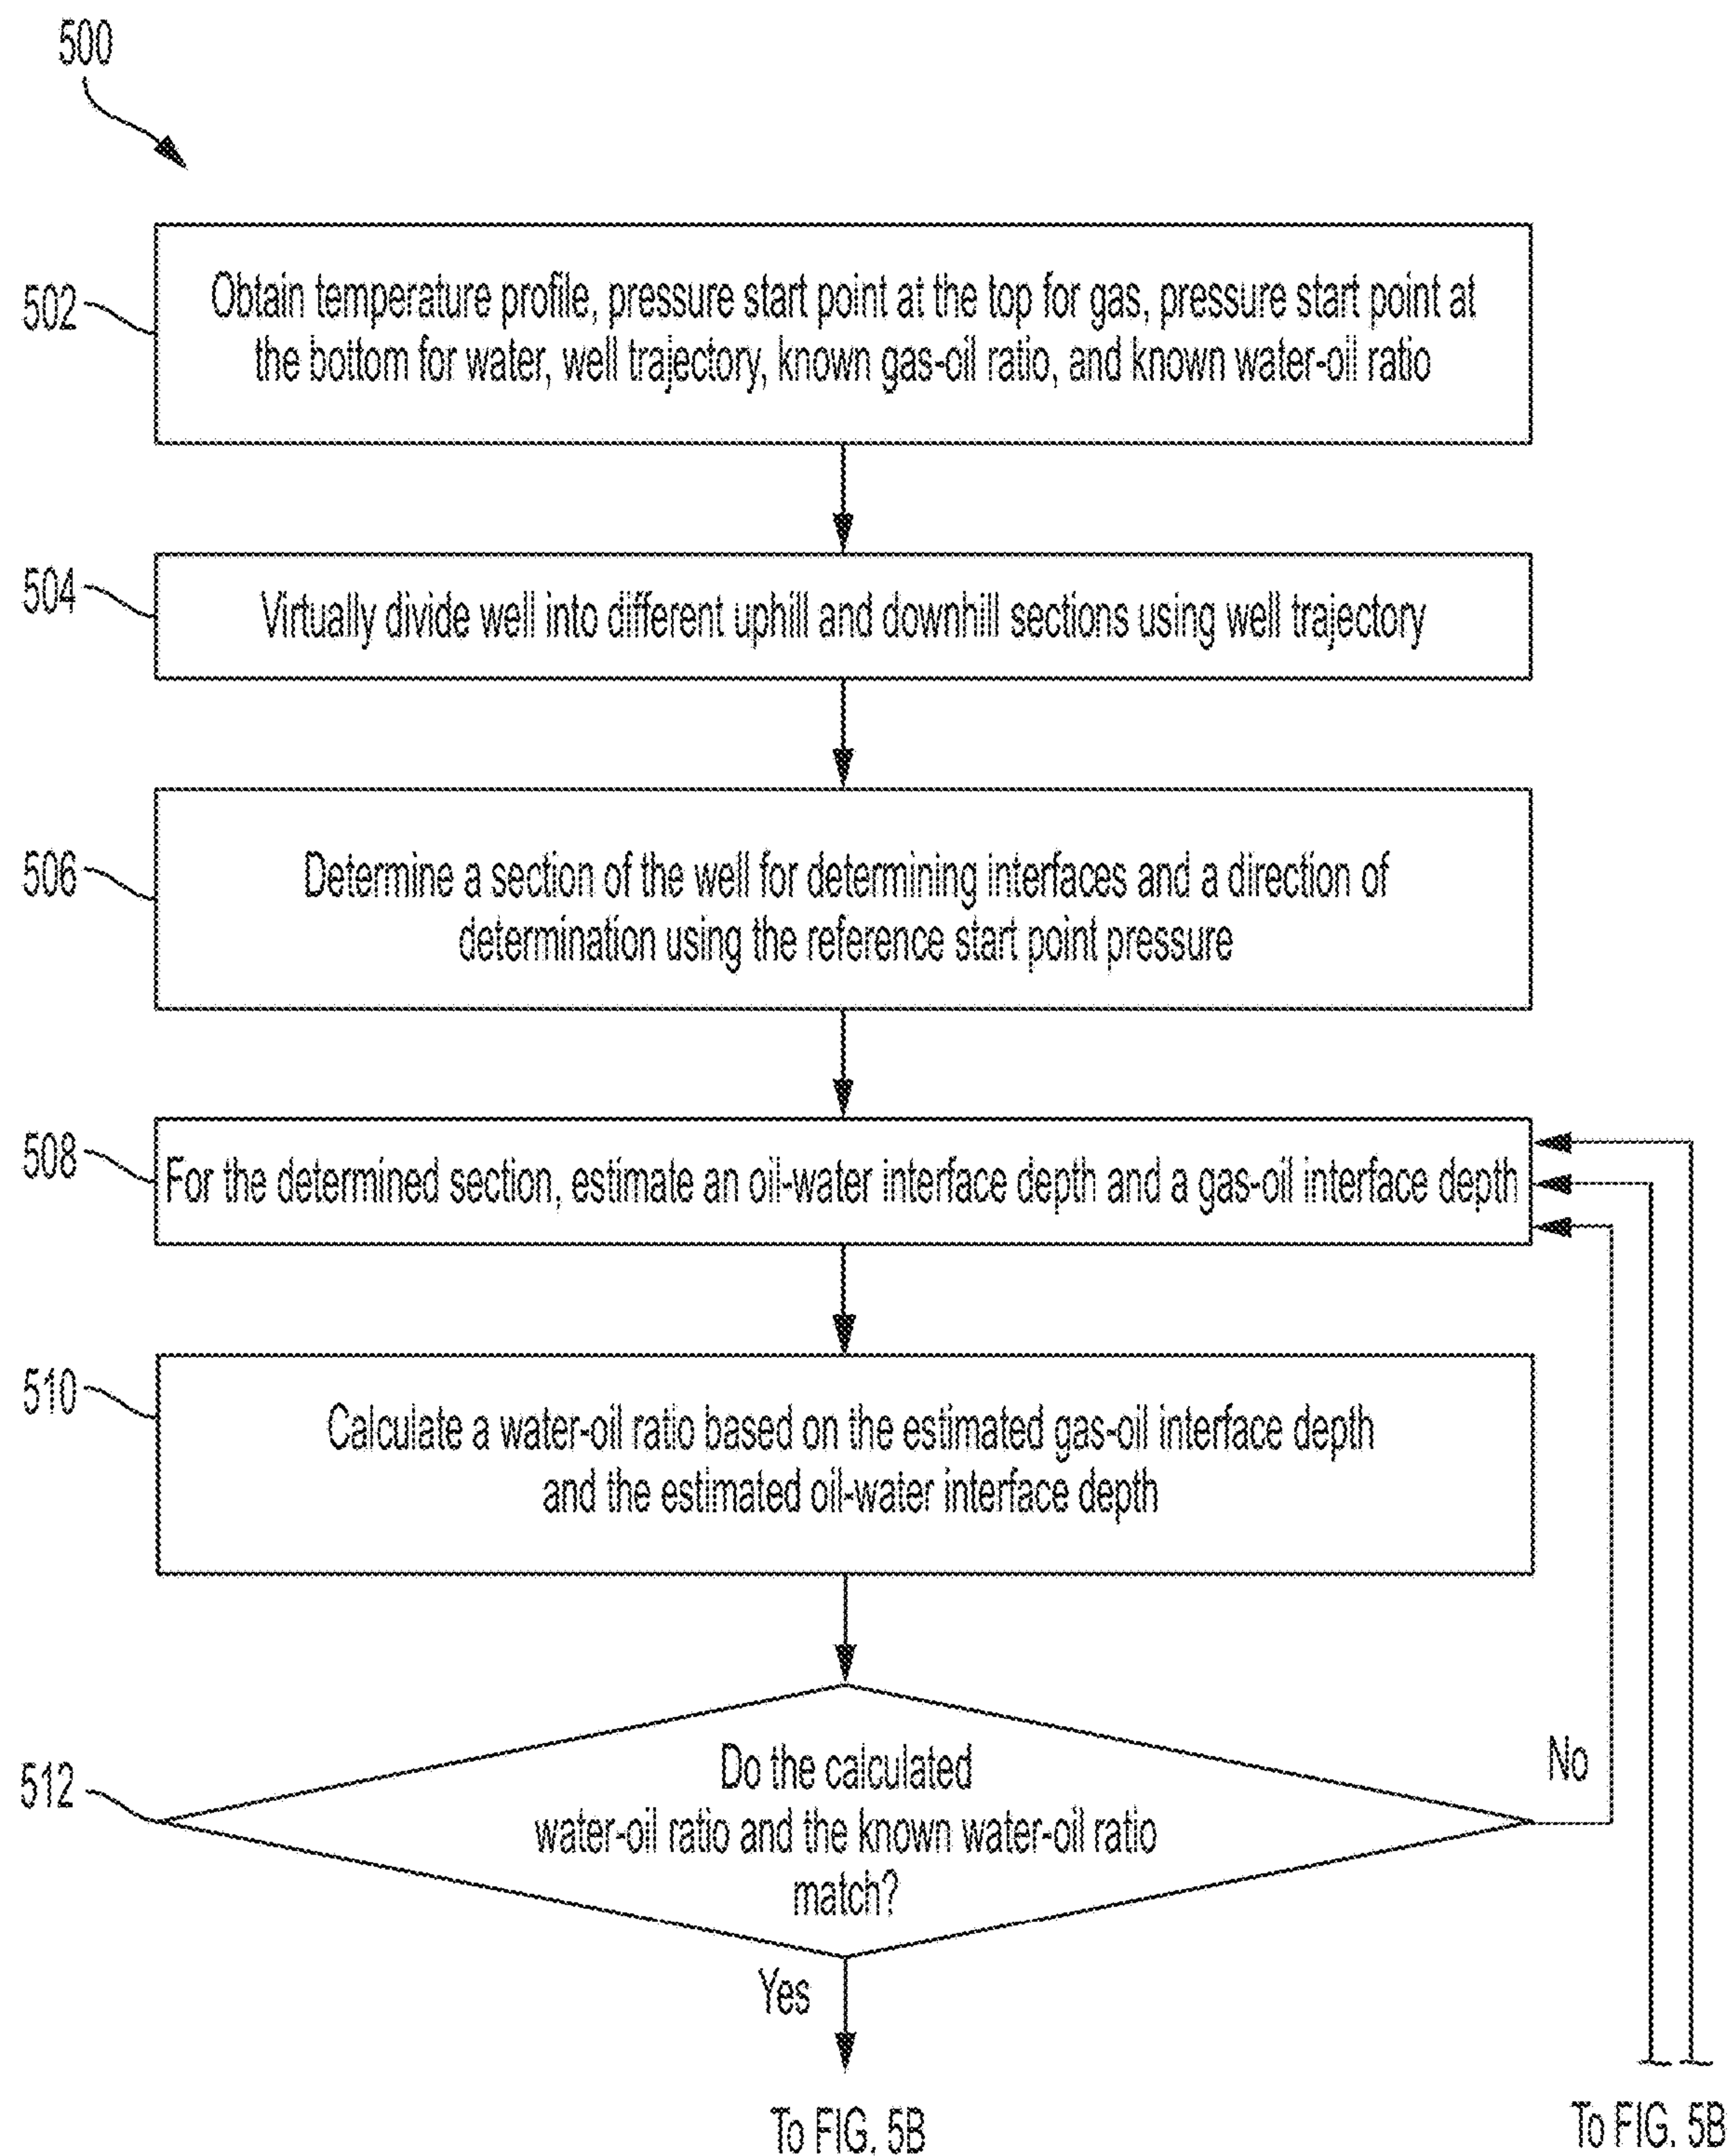 500
502
Obtain temperature profile, pressure start point at the top for gas, pressure start point at
the bottom for water, well trajectory, known gas-oil ratio, and known water-oil ratio
504
Virtually divide well into different uphill and downhill sections using well trajectory
506
Determine a section of the well for determining interfaces and a direction of
determination using the reference start point pressure
508
For the determined section, estimate an oil-water interface depth and a gas-oil interface depth
510
Calculate a water-oil ratio based on the estimated gas-oil interface depth
and the estimated oil-water interface depth
512
Do the calculated
water-oil ratio and the known water-oil ratio
match?
No
Yes
To FIG. 5B
To FIG. 5B